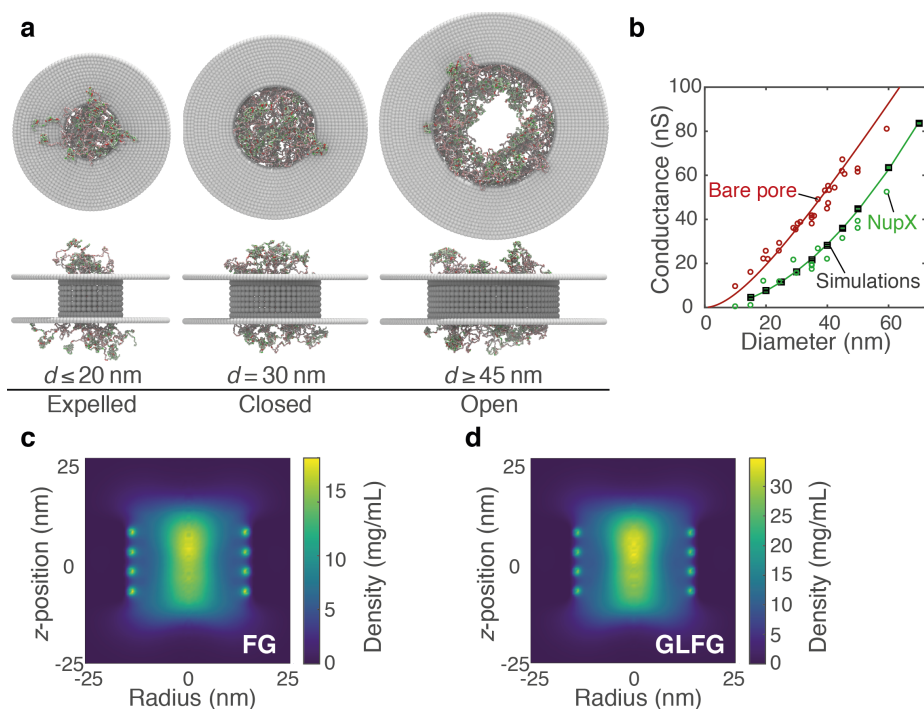 a
d ≤ 20 nm
d = 30 nm
d ≥ 45 nm
Expelled
Closed
Open
b
Conductance (nS)
100
80
60
40
20
0
Bare pore
NupX
Simulations
0
20
40
60
Diameter (nm)
c
z-position (nm)
25
0
-25
FG
-25
0
25
Radius (nm)
15
10
5
0
Density (mg/mL)
d
z-position (nm)
25
0
-25
GLFG
-25
0
25
Radius (nm)
30
25
20
15
10
5
0
Density (mg/mL)